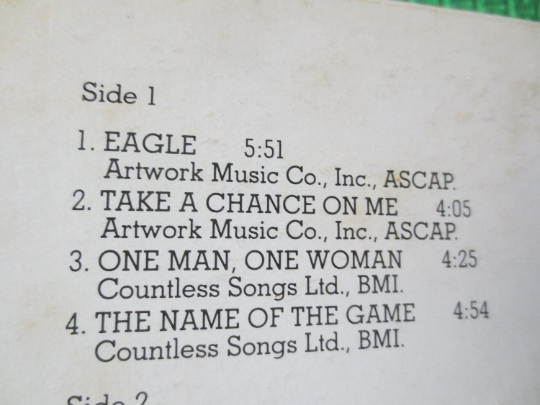 Side 1
1. EAGLE 5:51
Artwork Music Co., Inc., ASCAP.
2. TAKE A CHANCE ON ME 4:05
Artwork Music Co., Inc., ASCAP.
3. ONE MAN, ONE WOMAN 4:25
Countless Songs Ltd., BMI.
4. THE NAME OF THE GAME 4:54
Countless Songs Ltd., BMI.
Side 2